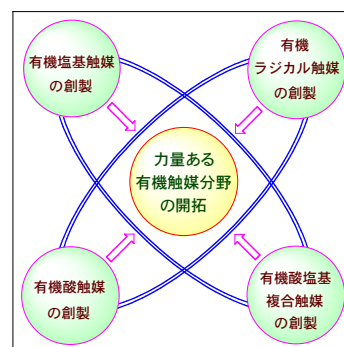 有機塩基触媒
の創製
有機
ラジカル触媒
の創製
力量ある
有機触媒分野
の開拓
有機酸触媒
の創製
有機酸塩基
複合触媒
の創製